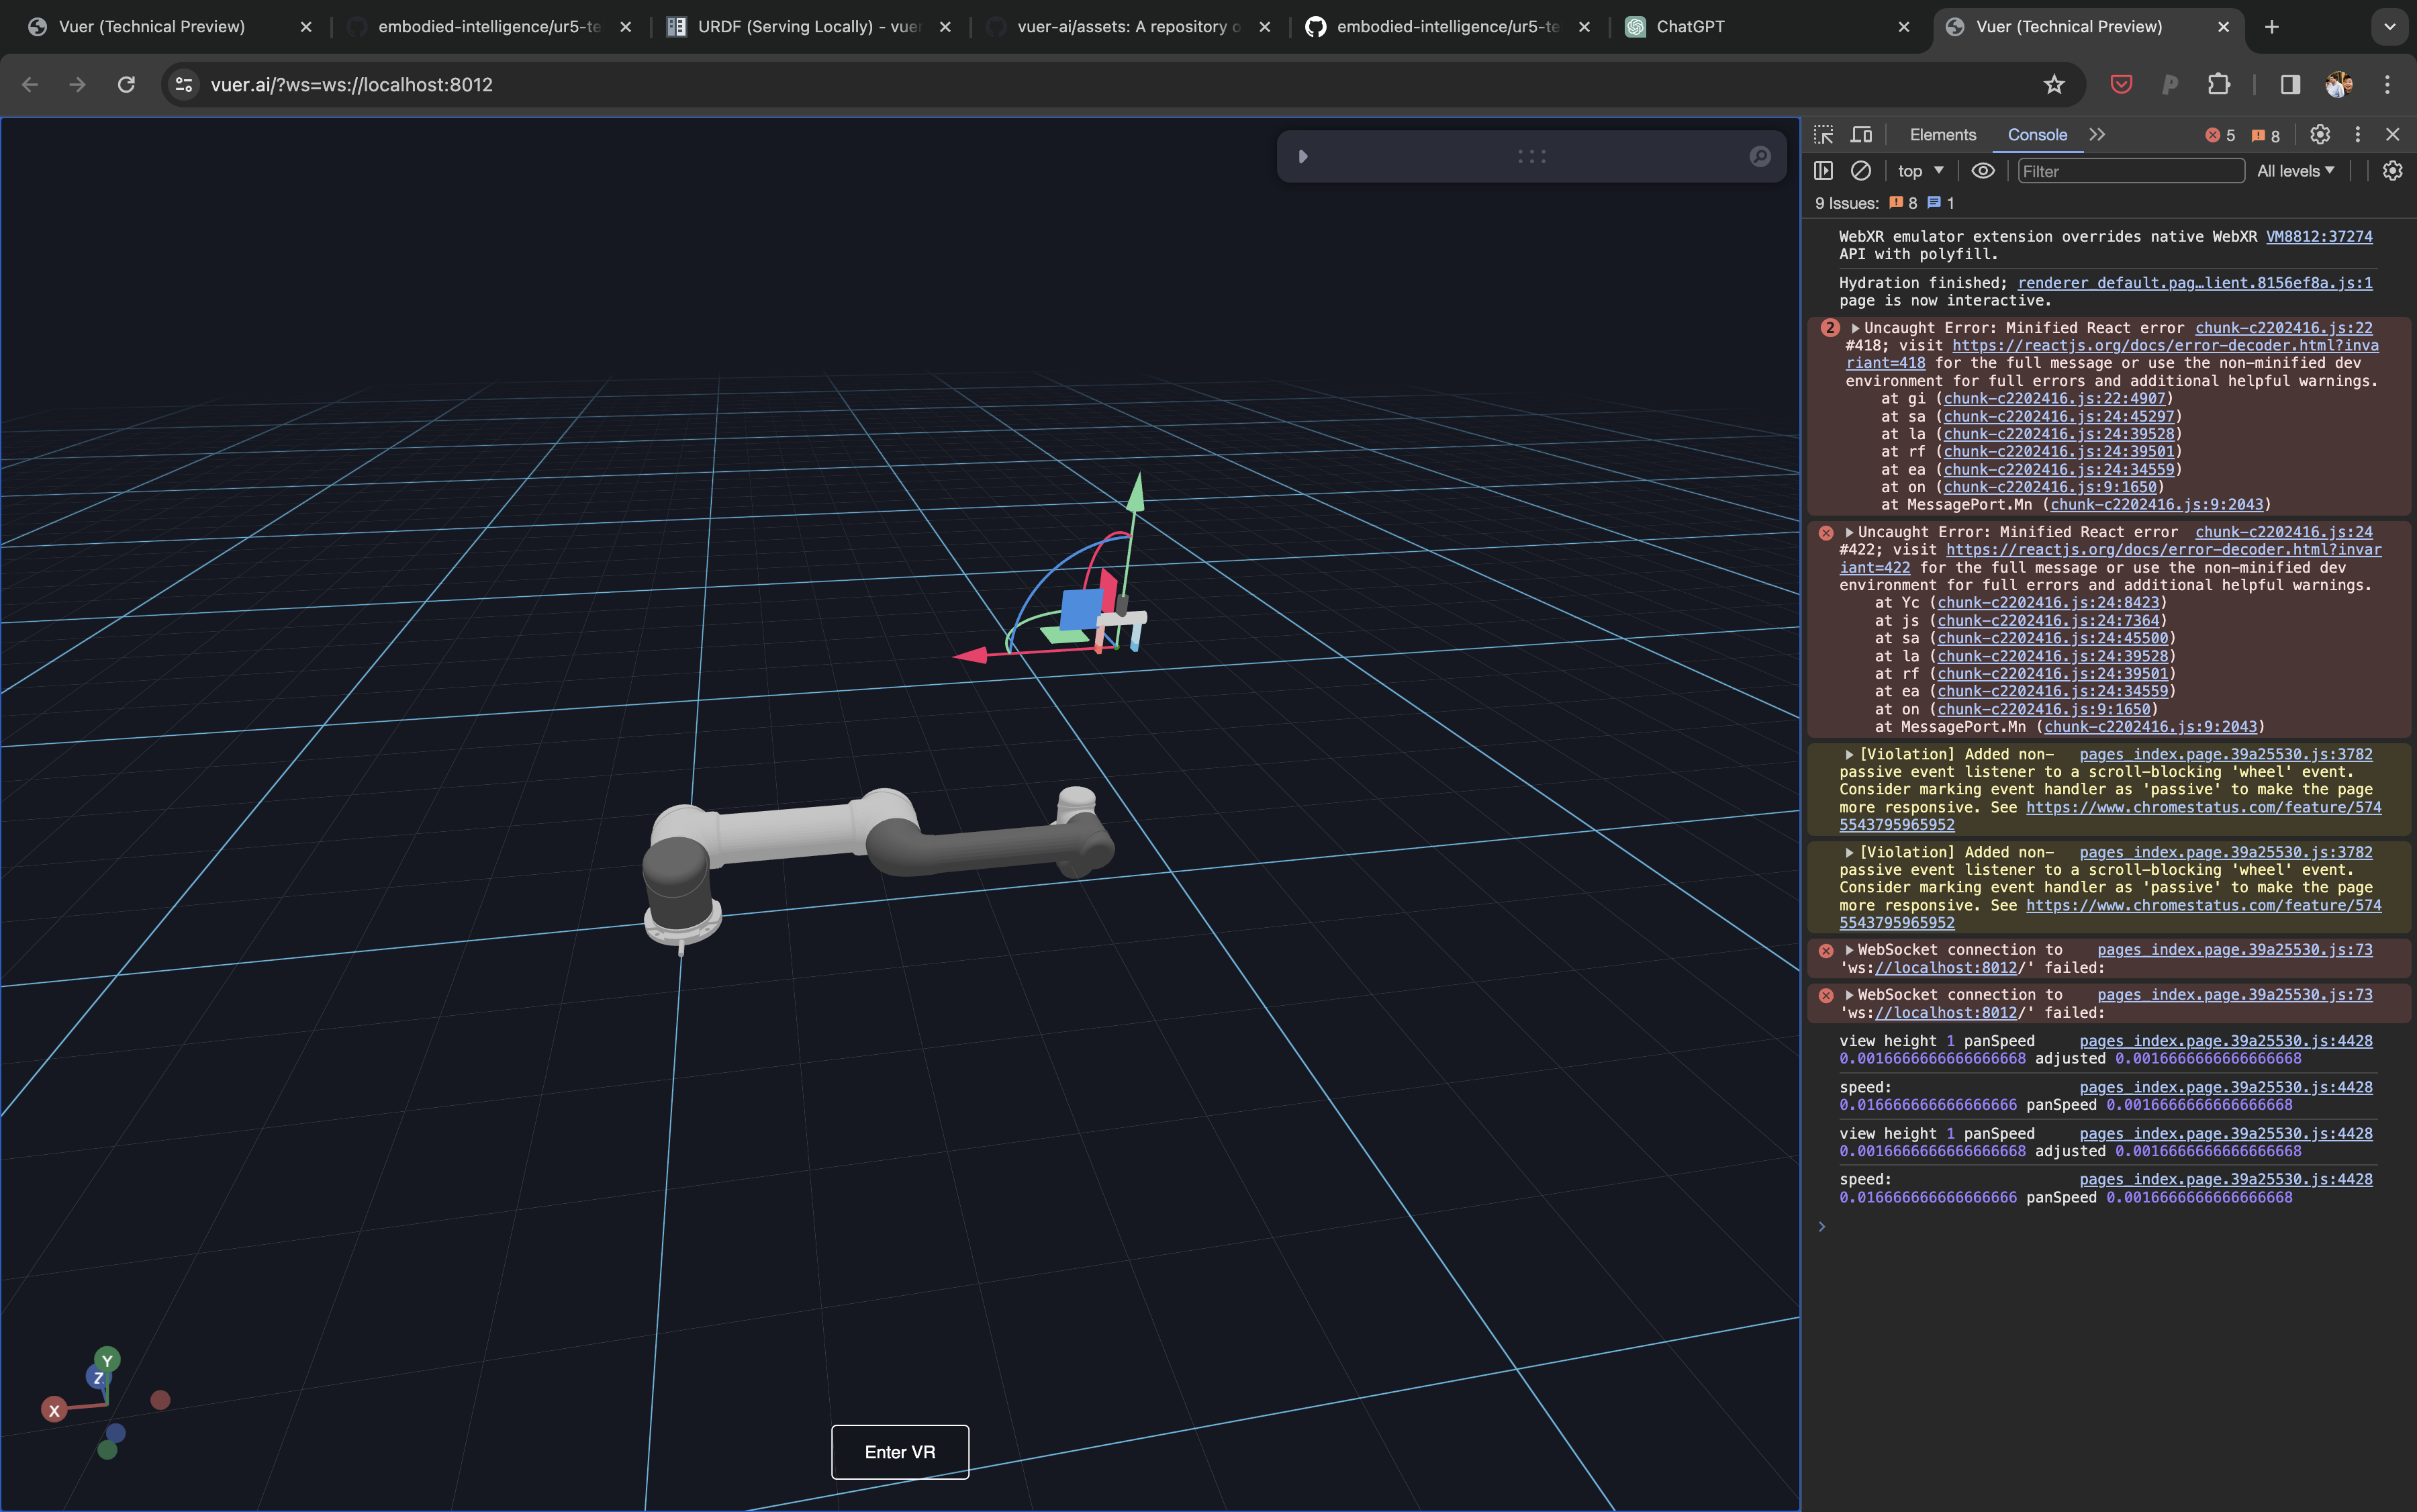 Vuer (Technical Preview)
embodied-intelligence/ur5-te
URDF (Serving Locally) - vue
vuer-ai/assets: A repository o
embodied-intelligence/ur5-te
ChatGPT
Vuer (Technical Preview)
vuer.ai/?ws=ws://localhost:8012
Elements Console 5 8
top Filter All levels
9 Issues: 8 1
WebXR emulator extension overrides native WebXR VM8812:37274
API with polyfill.
Hydration finished; renderer_default.pag…lient.8156ef8a.js:1
page is now interactive.
2 Uncaught Error: Minified React error chunk-c2202416.js:22
#418; visit https://reactjs.org/docs/error-decoder.html?inva
riant=418 for the full message or use the non-minified dev
environment for full errors and additional helpful warnings.
at gi (chunk-c2202416.js:22:4907)
at sa (chunk-c2202416.js:24:45297)
at la (chunk-c2202416.js:24:39528)
at rf (chunk-c2202416.js:24:39501)
at ea (chunk-c2202416.js:24:34559)
at on (chunk-c2202416.js:9:1650)
at MessagePort.Mn (chunk-c2202416.js:9:2043)
Uncaught Error: Minified React error chunk-c2202416.js:24
#422; visit https://reactjs.org/docs/error-decoder.html?invar
iant=422 for the full message or use the non-minified dev
environment for full errors and additional helpful warnings.
at Yc (chunk-c2202416.js:24:8423)
at js (chunk-c2202416.js:24:7364)
at sa (chunk-c2202416.js:24:45500)
at la (chunk-c2202416.js:24:39528)
at rf (chunk-c2202416.js:24:39501)
at ea (chunk-c2202416.js:24:34559)
at on (chunk-c2202416.js:9:1650)
at MessagePort.Mn (chunk-c2202416.js:9:2043)
[Violation] Added non- pages_index.page.39a25530.js:3782
passive event listener to a scroll-blocking 'wheel' event.
Consider marking event handler as 'passive' to make the page
more responsive. See https://www.chromestatus.com/feature/574
5543795965952
[Violation] Added non- pages_index.page.39a25530.js:3782
passive event listener to a scroll-blocking 'wheel' event.
Consider marking event handler as 'passive' to make the page
more responsive. See https://www.chromestatus.com/feature/574
5543795965952
WebSocket connection to pages_index.page.39a25530.js:73
'ws://localhost:8012/' failed:
WebSocket connection to pages_index.page.39a25530.js:73
'ws://localhost:8012/' failed:
view height 1 panSpeed pages_index.page.39a25530.js:4428
0.0016666666666666668 adjusted 0.0016666666666666668
speed: pages_index.page.39a25530.js:4428
0.016666666666666666 panSpeed 0.0016666666666666668
view height 1 panSpeed pages_index.page.39a25530.js:4428
0.0016666666666666668 adjusted 0.0016666666666666668
speed: pages_index.page.39a25530.js:4428
0.016666666666666666 panSpeed 0.0016666666666666668
Y
Z
X
Enter VR